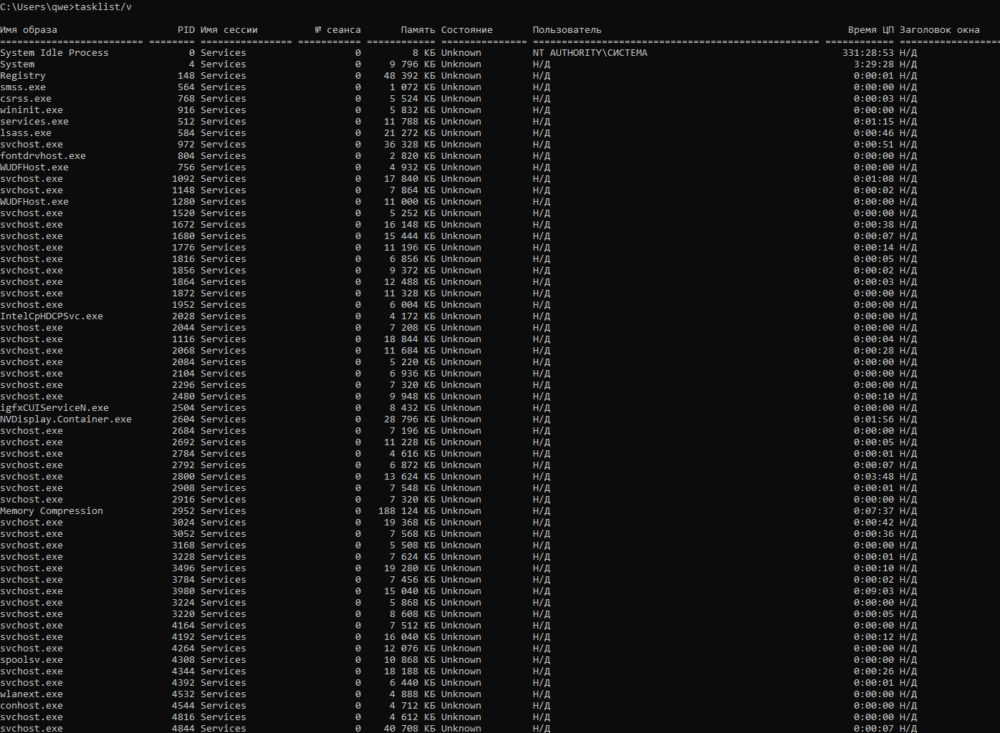 C:\Users\qwe>tasklist/v
Имя образа PID Имя сессии № сеанса Память Состояние Пользователь Время ЦП Заголовок окна
========================= ======== ================ =========== ============ =============== ================================================== ============ ==================
System Idle Process 0 Services 0 8 КБ Unknown NT AUTHORITY\СИСТЕМА 331:28:53 Н/Д
System 4 Services 0 9 796 КБ Unknown Н/Д 3:29:28 Н/Д
Registry 148 Services 0 48 392 КБ Unknown Н/Д 0:00:01 Н/Д
smss.exe 564 Services 0 1 072 КБ Unknown Н/Д 0:00:00 Н/Д
csrss.exe 768 Services 0 5 524 КБ Unknown Н/Д 0:00:03 Н/Д
wininit.exe 916 Services 0 5 832 КБ Unknown Н/Д 0:00:00 Н/Д
services.exe 512 Services 0 11 788 КБ Unknown Н/Д 0:01:15 Н/Д
lsass.exe 584 Services 0 21 272 КБ Unknown Н/Д 0:00:46 Н/Д
svchost.exe 972 Services 0 36 328 КБ Unknown Н/Д 0:00:51 Н/Д
fontdrvhost.exe 804 Services 0 2 820 КБ Unknown Н/Д 0:00:00 Н/Д
WUDFHost.exe 756 Services 0 4 932 КБ Unknown Н/Д 0:00:00 Н/Д
svchost.exe 1092 Services 0 17 840 КБ Unknown Н/Д 0:01:08 Н/Д
svchost.exe 1148 Services 0 7 864 КБ Unknown Н/Д 0:00:02 Н/Д
WUDFHost.exe 1280 Services 0 11 000 КБ Unknown Н/Д 0:00:00 Н/Д
svchost.exe 1520 Services 0 5 252 КБ Unknown Н/Д 0:00:00 Н/Д
svchost.exe 1672 Services 0 16 148 КБ Unknown Н/Д 0:00:38 Н/Д
svchost.exe 1680 Services 0 15 444 КБ Unknown Н/Д 0:00:07 Н/Д
svchost.exe 1776 Services 0 11 196 КБ Unknown Н/Д 0:00:14 Н/Д
svchost.exe 1816 Services 0 6 856 КБ Unknown Н/Д 0:00:05 Н/Д
svchost.exe 1856 Services 0 9 372 КБ Unknown Н/Д 0:00:02 Н/Д
svchost.exe 1864 Services 0 12 488 КБ Unknown Н/Д 0:00:03 Н/Д
svchost.exe 1872 Services 0 11 328 КБ Unknown Н/Д 0:00:00 Н/Д
svchost.exe 1952 Services 0 6 004 КБ Unknown Н/Д 0:00:00 Н/Д
IntelCpHDCPSvc.exe 2028 Services 0 4 172 КБ Unknown Н/Д 0:00:00 Н/Д
svchost.exe 2044 Services 0 7 208 КБ Unknown Н/Д 0:00:00 Н/Д
svchost.exe 1116 Services 0 18 844 КБ Unknown Н/Д 0:00:04 Н/Д
svchost.exe 2068 Services 0 11 684 КБ Unknown Н/Д 0:00:28 Н/Д
svchost.exe 2084 Services 0 5 220 КБ Unknown Н/Д 0:00:00 Н/Д
svchost.exe 2104 Services 0 6 936 КБ Unknown Н/Д 0:00:00 Н/Д
svchost.exe 2296 Services 0 7 320 КБ Unknown Н/Д 0:00:00 Н/Д
svchost.exe 2480 Services 0 9 948 КБ Unknown Н/Д 0:00:10 Н/Д
igfxCUIServiceN.exe 2504 Services 0 8 432 КБ Unknown Н/Д 0:00:00 Н/Д
NVDisplay.Container.exe 2604 Services 0 28 796 КБ Unknown Н/Д 0:01:56 Н/Д
svchost.exe 2684 Services 0 7 196 КБ Unknown Н/Д 0:00:00 Н/Д
svchost.exe 2692 Services 0 11 228 КБ Unknown Н/Д 0:00:05 Н/Д
svchost.exe 2784 Services 0 4 616 КБ Unknown Н/Д 0:00:01 Н/Д
svchost.exe 2792 Services 0 6 872 КБ Unknown Н/Д 0:00:07 Н/Д
svchost.exe 2800 Services 0 13 624 КБ Unknown Н/Д 0:03:48 Н/Д
svchost.exe 2908 Services 0 7 548 КБ Unknown Н/Д 0:00:01 Н/Д
svchost.exe 2916 Services 0 7 320 КБ Unknown Н/Д 0:00:00 Н/Д
Memory Compression 2952 Services 0 188 124 КБ Unknown Н/Д 0:07:37 Н/Д
svchost.exe 3024 Services 0 19 368 КБ Unknown Н/Д 0:00:42 Н/Д
svchost.exe 3052 Services 0 7 568 КБ Unknown Н/Д 0:00:36 Н/Д
svchost.exe 3168 Services 0 5 508 КБ Unknown Н/Д 0:00:00 Н/Д
svchost.exe 3228 Services 0 7 624 КБ Unknown Н/Д 0:00:01 Н/Д
svchost.exe 3496 Services 0 19 280 КБ Unknown Н/Д 0:00:10 Н/Д
svchost.exe 3784 Services 0 7 456 КБ Unknown Н/Д 0:00:02 Н/Д
svchost.exe 3980 Services 0 15 040 КБ Unknown Н/Д 0:09:03 Н/Д
svchost.exe 3224 Services 0 5 868 КБ Unknown Н/Д 0:00:00 Н/Д
svchost.exe 3220 Services 0 8 608 КБ Unknown Н/Д 0:00:05 Н/Д
svchost.exe 4164 Services 0 7 512 КБ Unknown Н/Д 0:00:00 Н/Д
svchost.exe 4192 Services 0 16 040 КБ Unknown Н/Д 0:00:12 Н/Д
svchost.exe 4264 Services 0 12 076 КБ Unknown Н/Д 0:00:00 Н/Д
spoolsv.exe 4308 Services 0 10 868 КБ Unknown Н/Д 0:00:00 Н/Д
svchost.exe 4344 Services 0 18 188 КБ Unknown Н/Д 0:00:26 Н/Д
svchost.exe 4392 Services 0 6 440 КБ Unknown Н/Д 0:00:01 Н/Д
wlanext.exe 4532 Services 0 4 888 КБ Unknown Н/Д 0:00:00 Н/Д
conhost.exe 4544 Services 0 4 712 КБ Unknown Н/Д 0:00:00 Н/Д
svchost.exe 4816 Services 0 4 612 КБ Unknown Н/Д 0:00:00 Н/Д
svchost.exe 4844 Services 0 40 708 КБ Unknown Н/Д 0:00:07 Н/Д